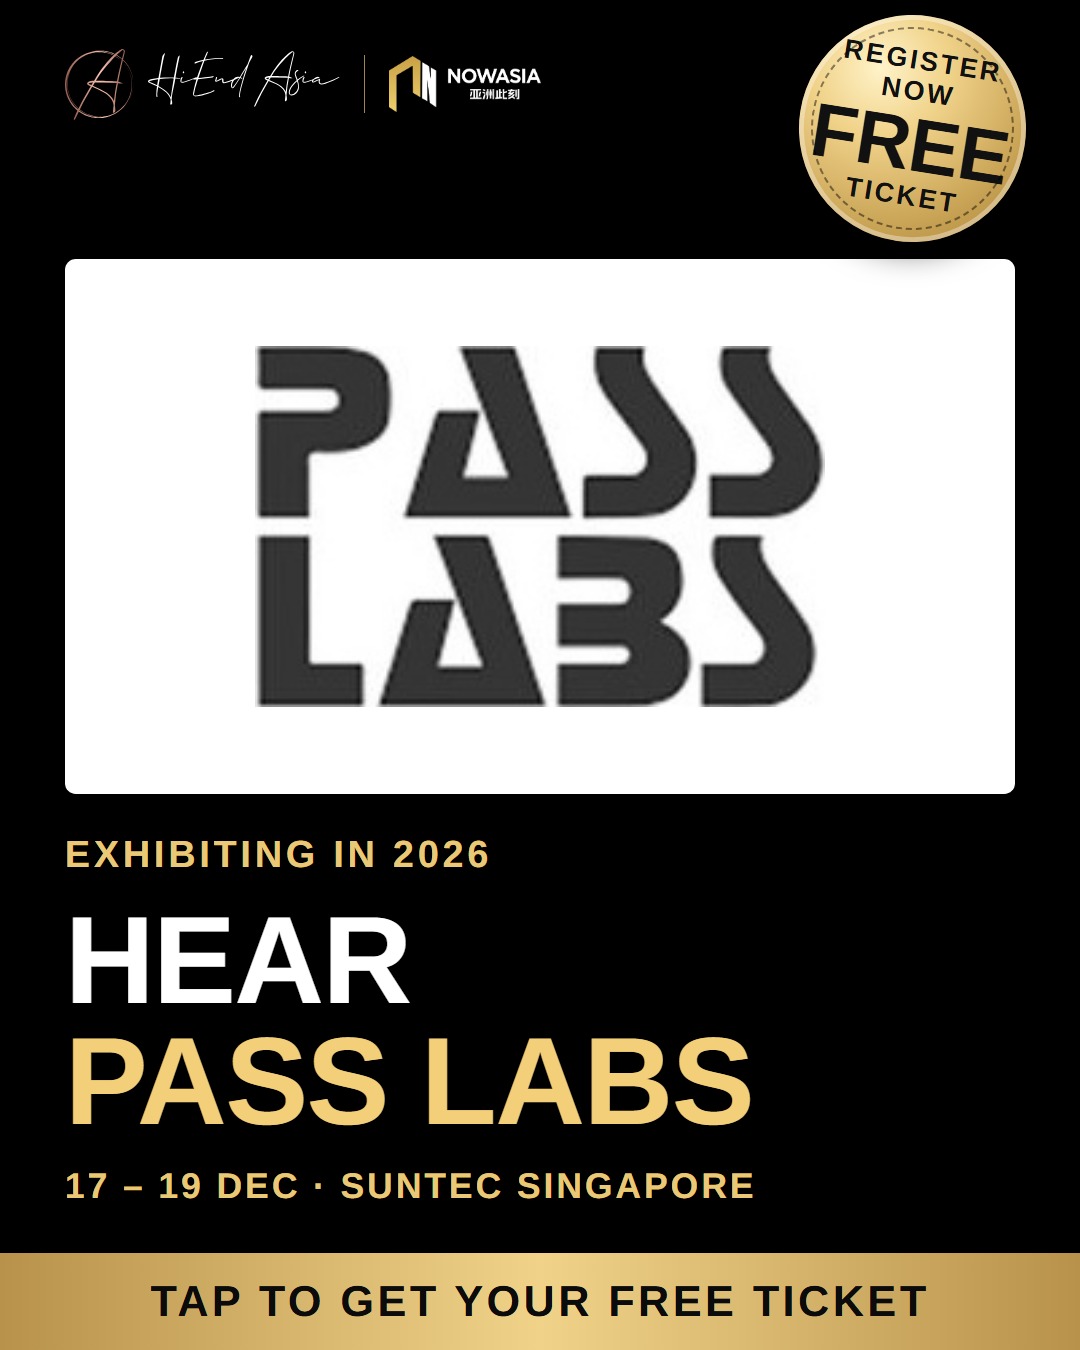 HiEnd Asia
NOWASIA
亚洲此刻
REGISTER
NOW
FREE
TICKET
PASS
LABS
EXHIBITING IN 2026
HEAR
PASS LABS
17 – 19 DEC · SUNTEC SINGAPORE
TAP TO GET YOUR FREE TICKET